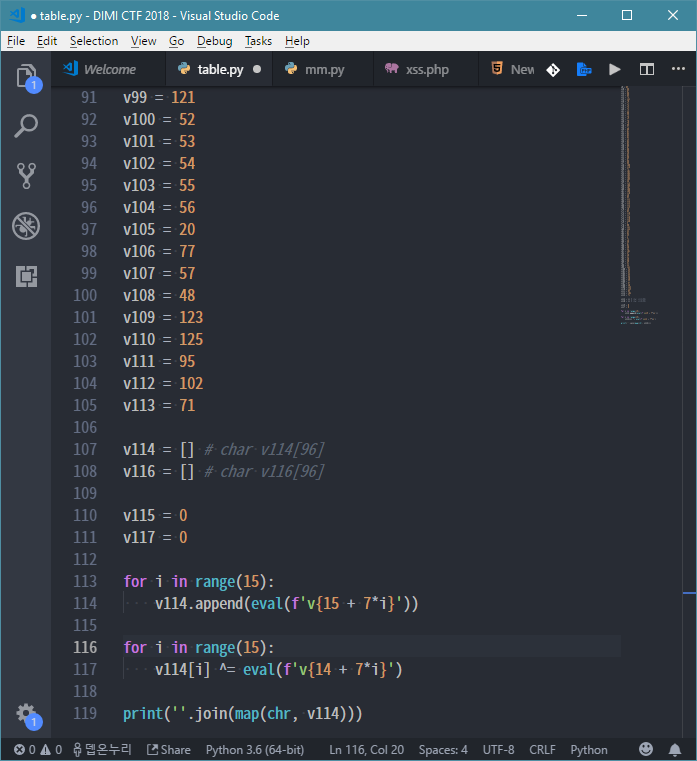 ● table.py - DIMI CTF 2018 - Visual Studio Code
File Edit Selection View Go Debug Tasks Help
1 Welcome table.py ● mm.py xss.php New
91 v99 = 121
92 v100 = 52
93 v101 = 53
94 v102 = 54
95 v103 = 55
96 v104 = 56
97 v105 = 20
98 v106 = 77
99 v107 = 57
100 v108 = 48
101 v109 = 123
102 v110 = 125
103 v111 = 95
104 v112 = 102
105 v113 = 71
106
107 v114 = [] # char v114[96]
108 v116 = [] # char v116[96]
109
110 v115 = 0
111 v117 = 0
112
113 for i in range(15):
114     v114.append(eval(f'v{15 + 7*i}'))
115
116 for i in range(15):
117     v114[i] ^= eval(f'v{14 + 7*i}')
118
119 print(''.join(map(chr, v114)))
1
0 0 뎁온누리 Share Python 3.6 (64-bit) Ln 116, Col 20 Spaces: 4 UTF-8 CRLF Python